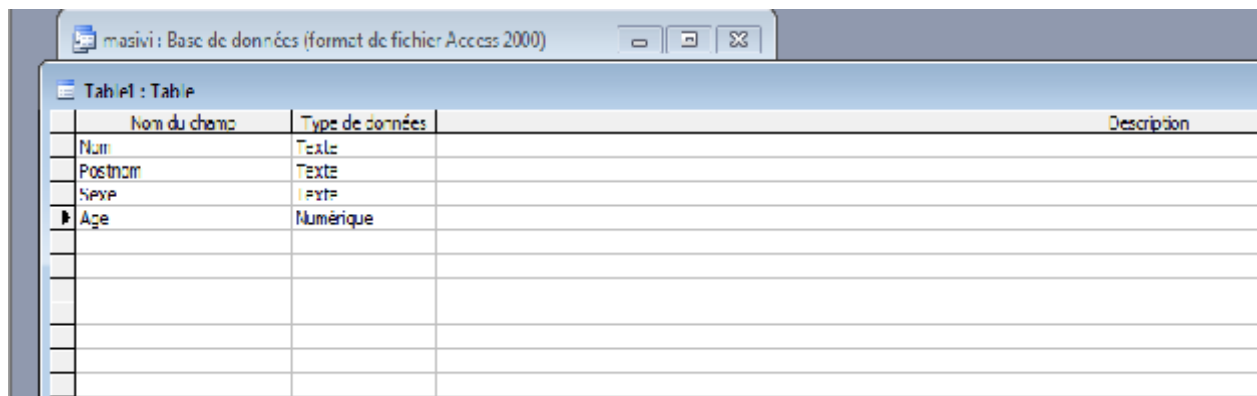 masivi : Base de données (format de fichier Access 2000)
Table1 : Table
Nom du champ Type de données Description
Nom Texte
Postnom Texte
Sexe Texte
Age Numérique